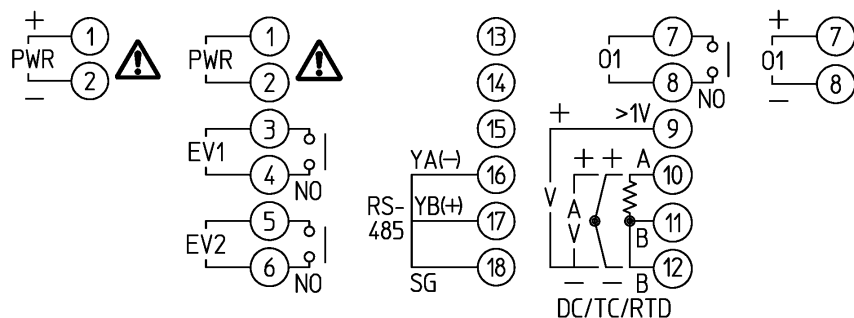 +
PWR
1
2
−
PWR
1
2
EV1
3
4
NO
EV2
5
6
NO
13
14
15
RS-
485
YA(−)
16
YB(+)
17
SG
18
O1
7
8
NO
+
>1V
9
V
+
+
A
10
A
V
11
B
−
−
B
12
DC/TC/RTD
+
O1
7
8
−